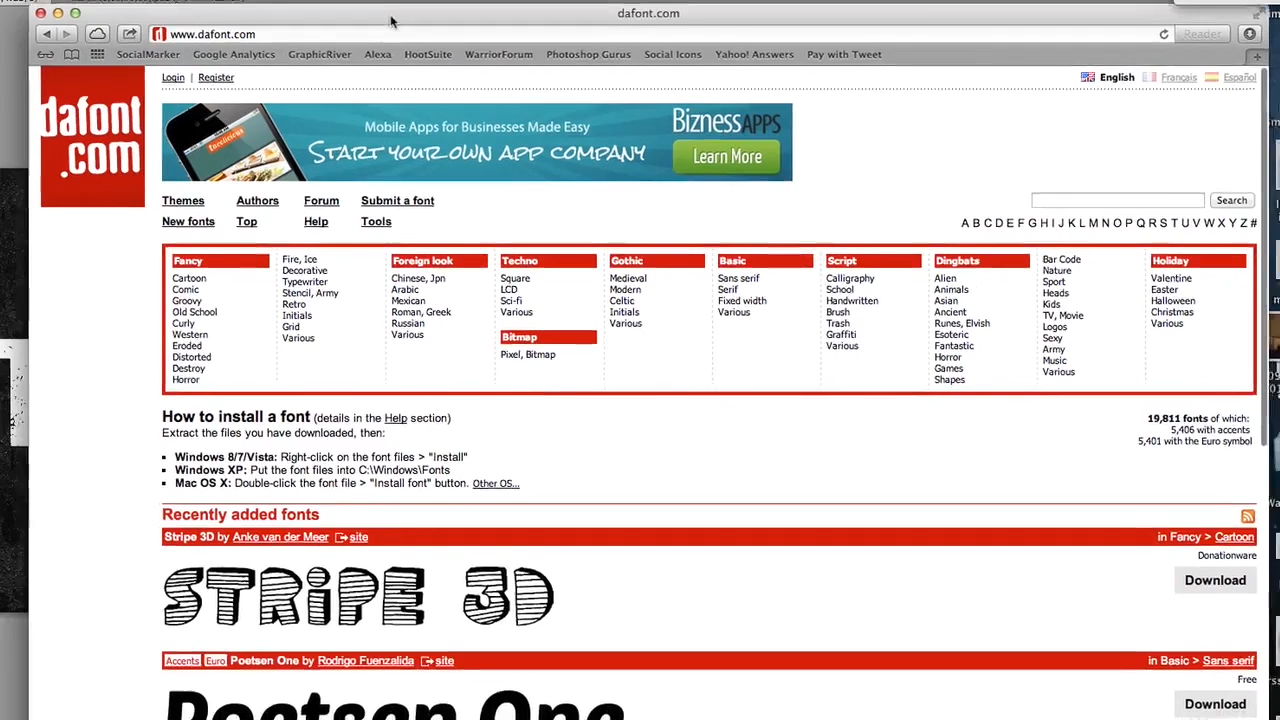 dafont.com
www.dafont.com
Reader
SocialMarker Google Analytics GraphicRiver Alexa HootSuite WarriorForum Photoshop Gurus Social Icons Yahoo! Answers Pay with Tweet
dafont
.com
Login | Register
English Français Español
Mobile Apps for Businesses Made Easy
START YOUR OWN APP COMPANY
BIZNESSAPPS
Learn More
Themes Authors Forum Submit a font
New fonts Top Help Tools
Search
A B C D E F G H I J K L M N O P Q R S T U V W X Y Z #
Fancy
Cartoon
Comic
Groovy
Old School
Curly
Western
Eroded
Distorted
Destroy
Horror
Fire, Ice
Decorative
Typewriter
Stencil, Army
Retro
Initials
Grid
Various
Foreign look
Chinese, Jpn
Arabic
Mexican
Roman, Greek
Russian
Various
Techno
Square
LCD
Sci-fi
Various
Bitmap
Pixel, Bitmap
Gothic
Medieval
Modern
Celtic
Initials
Various
Basic
Sans serif
Serif
Fixed width
Various
Script
Calligraphy
School
Handwritten
Brush
Trash
Graffiti
Various
Dingbats
Alien
Animals
Asian
Ancient
Runes, Elvish
Esoteric
Fantastic
Horror
Games
Shapes
Bar Code
Nature
Sport
Heads
Kids
TV, Movie
Logos
Sexy
Army
Music
Various
Holiday
Valentine
Easter
Halloween
Christmas
Various
How to install a font (details in the Help section)
Extract the files you have downloaded, then:
Windows 8/7/Vista: Right-click on the font files > "Install"
Windows XP: Put the font files into C:\Windows\Fonts
Mac OS X: Double-click the font file > "Install font" button. Other OS...
19,811 fonts of which:
5,406 with accents
5,401 with the Euro symbol
Recently added fonts
Stripe 3D by Anke van der Meer site in Fancy > Cartoon
Donationware
STRiPE 3D
Download
Accents Euro Poetsen One by Rodrigo Fuenzalida site in Basic > Sans serif
Free
Poetsen One
Download